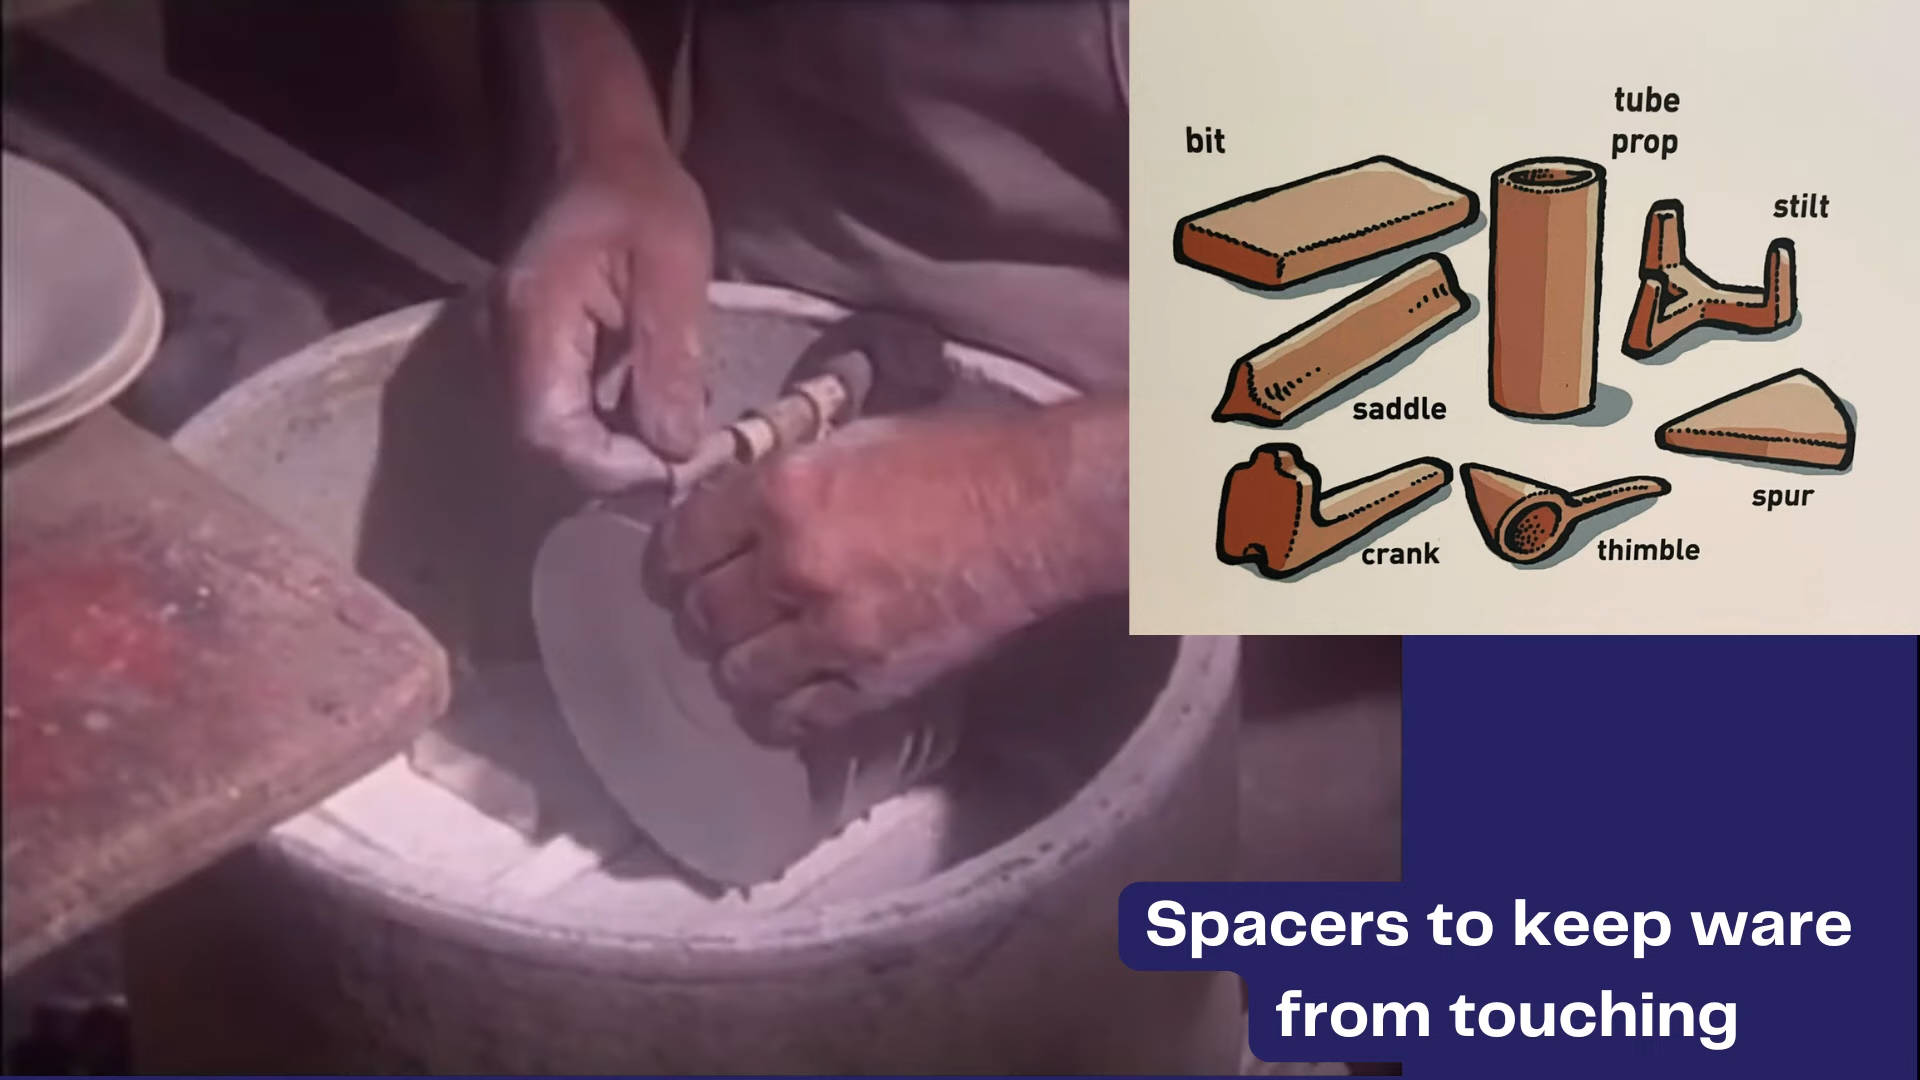 tube
prop
bit
stilt
saddle
spur
crank
thimble
Spacers to keep ware
from touching